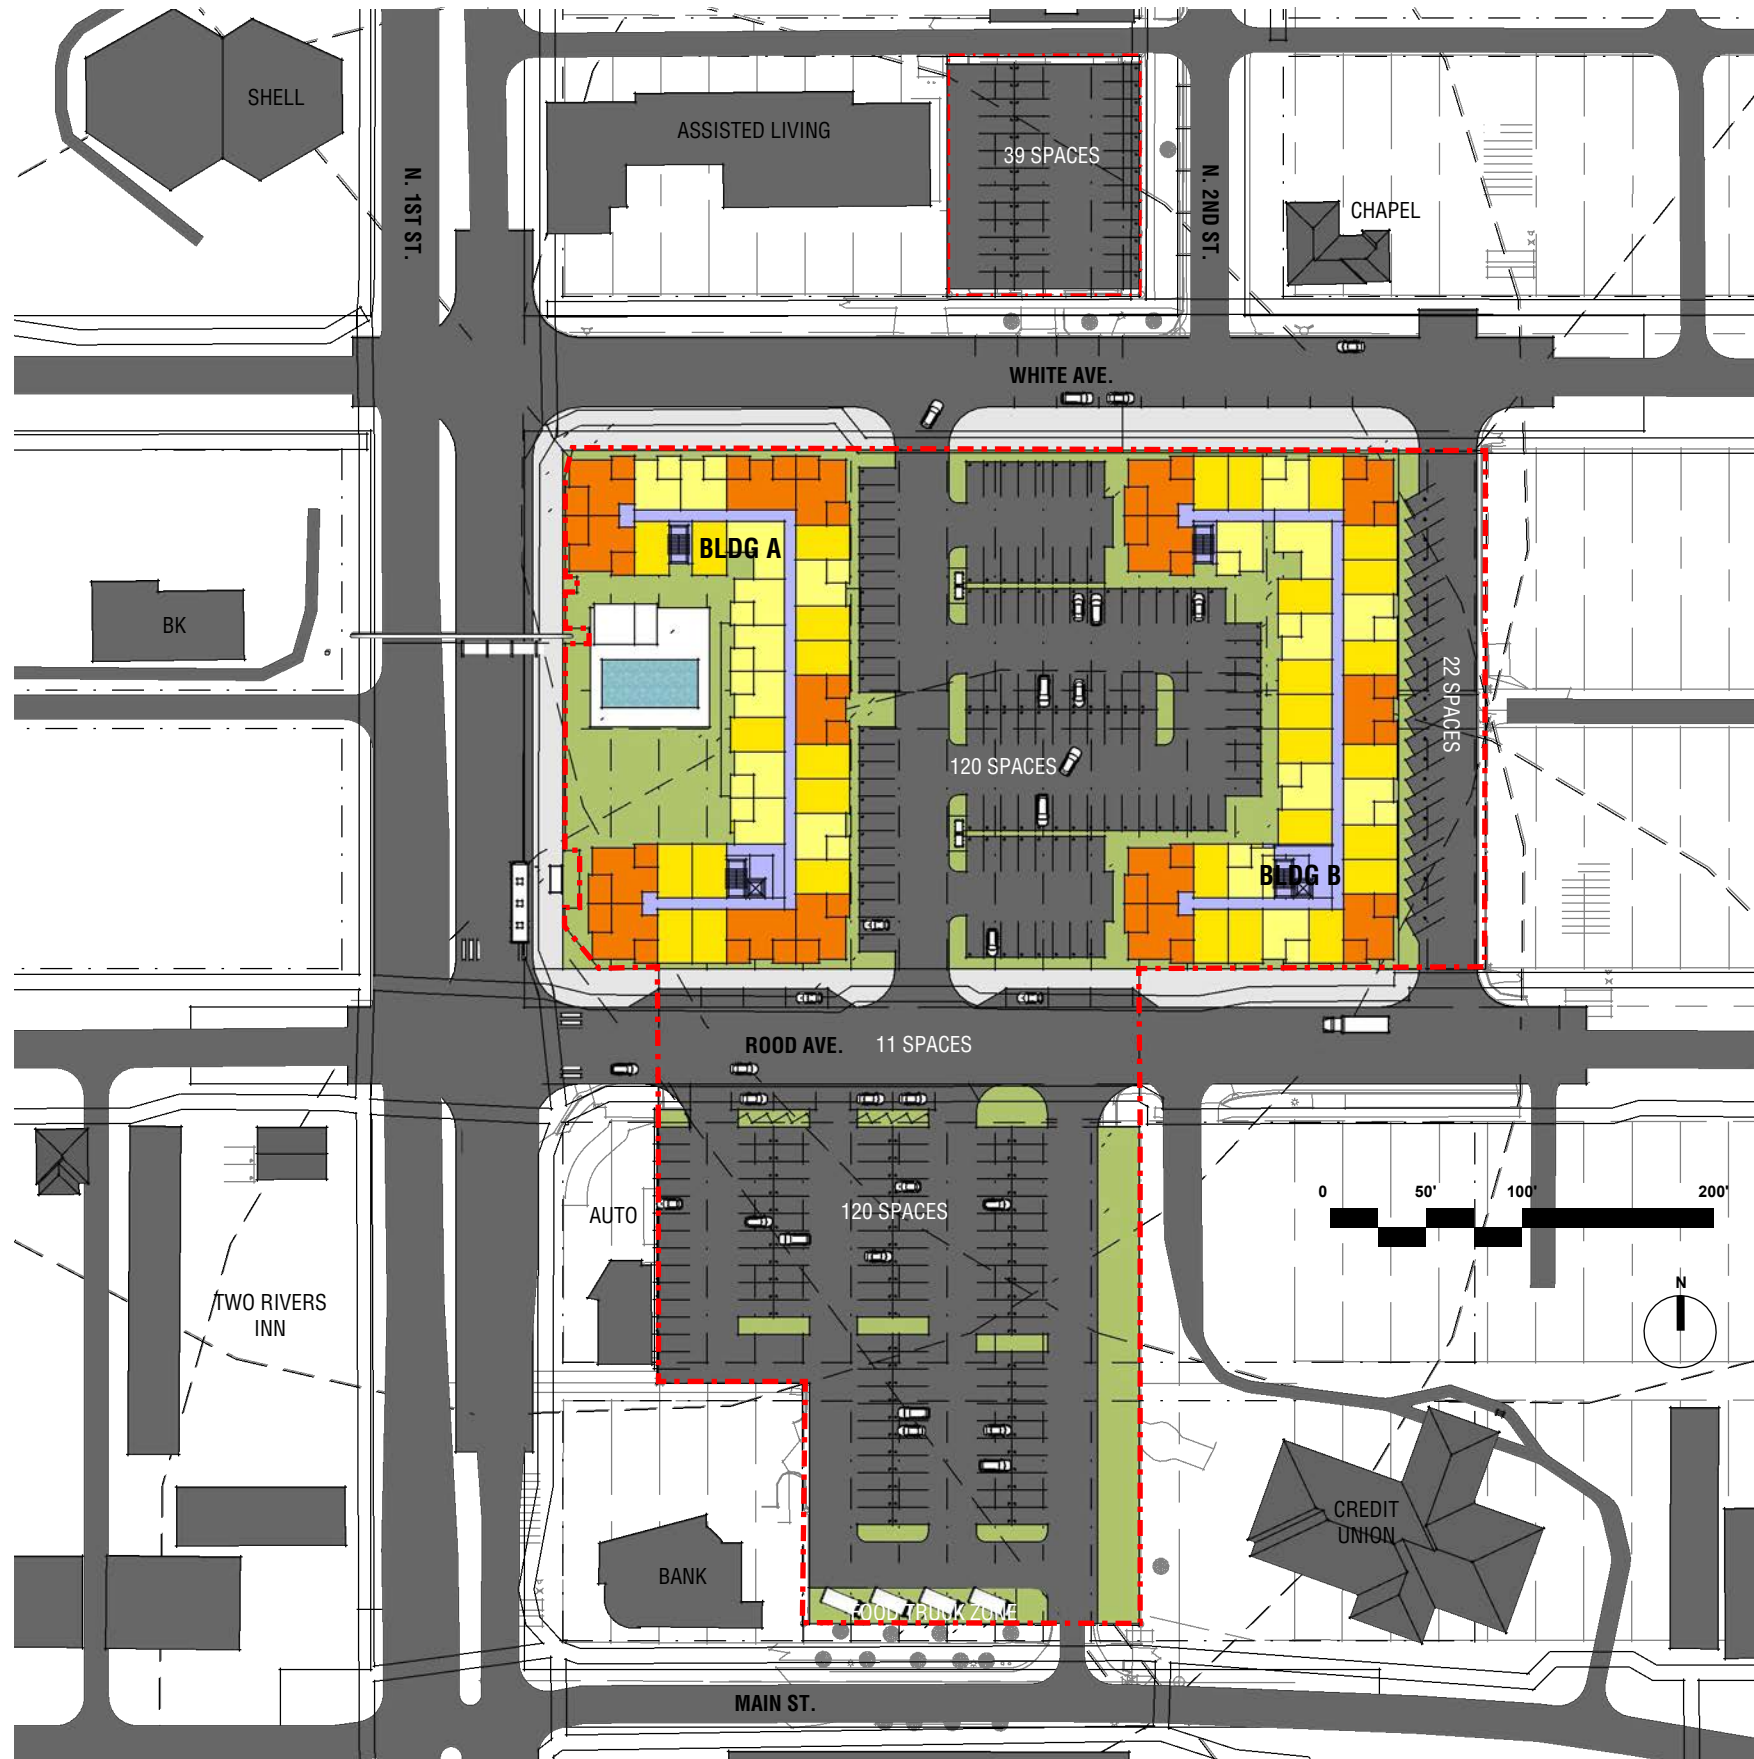 SHELL
ASSISTED LIVING
39 SPACES
N. 1ST ST.
N. 2ND ST.
CHAPEL
WHITE AVE.
BLDG A
BK
22 SPACES
120 SPACES
BLDG B
ROOD AVE.
11 SPACES
AUTO
120 SPACES
0 50' 100' 200'
N
TWO RIVERS
INN
CREDIT
UNION
BANK
FOOD TRUCK ZONE
MAIN ST.